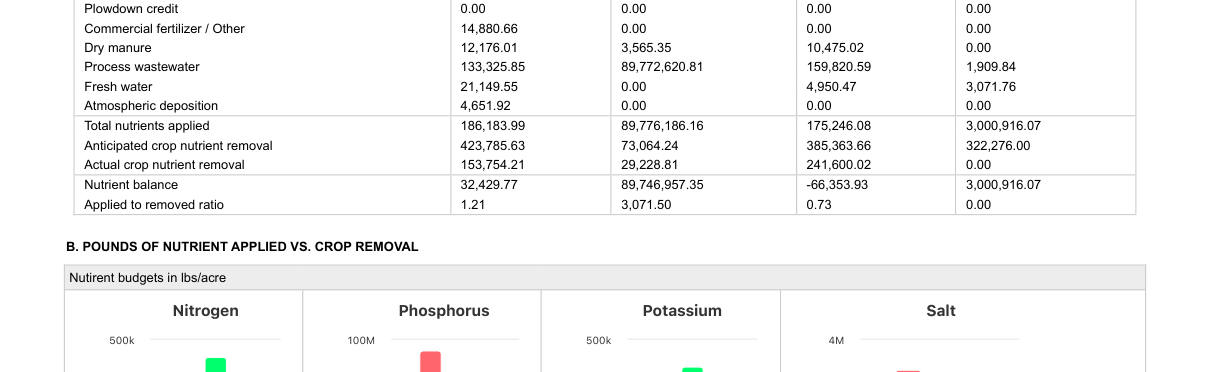 Plowdown credit 0.00 0.00 0.00 0.00
Commercial fertilizer / Other 14,880.66 0.00 0.00 0.00
Dry manure 12,176.01 3,565.35 10,475.02 0.00
Process wastewater 133,325.85 89,772,620.81 159,820.59 1,909.84
Fresh water 21,149.55 0.00 4,950.47 3,071.76
Atmospheric deposition 4,651.92 0.00 0.00 0.00
Total nutrients applied 186,183.99 89,776,186.16 175,246.08 3,000,916.07
Anticipated crop nutrient removal 423,785.63 73,064.24 385,363.66 322,276.00
Actual crop nutrient removal 153,754.21 29,228.81 241,600.02 0.00
Nutrient balance 32,429.77 89,746,957.35 -66,353.93 3,000,916.07
Applied to removed ratio 1.21 3,071.50 0.73 0.00
B. POUNDS OF NUTRIENT APPLIED VS. CROP REMOVAL
Nutirent budgets in lbs/acre
Nitrogen Phosphorus Potassium Salt
500k 100M 500k 4M